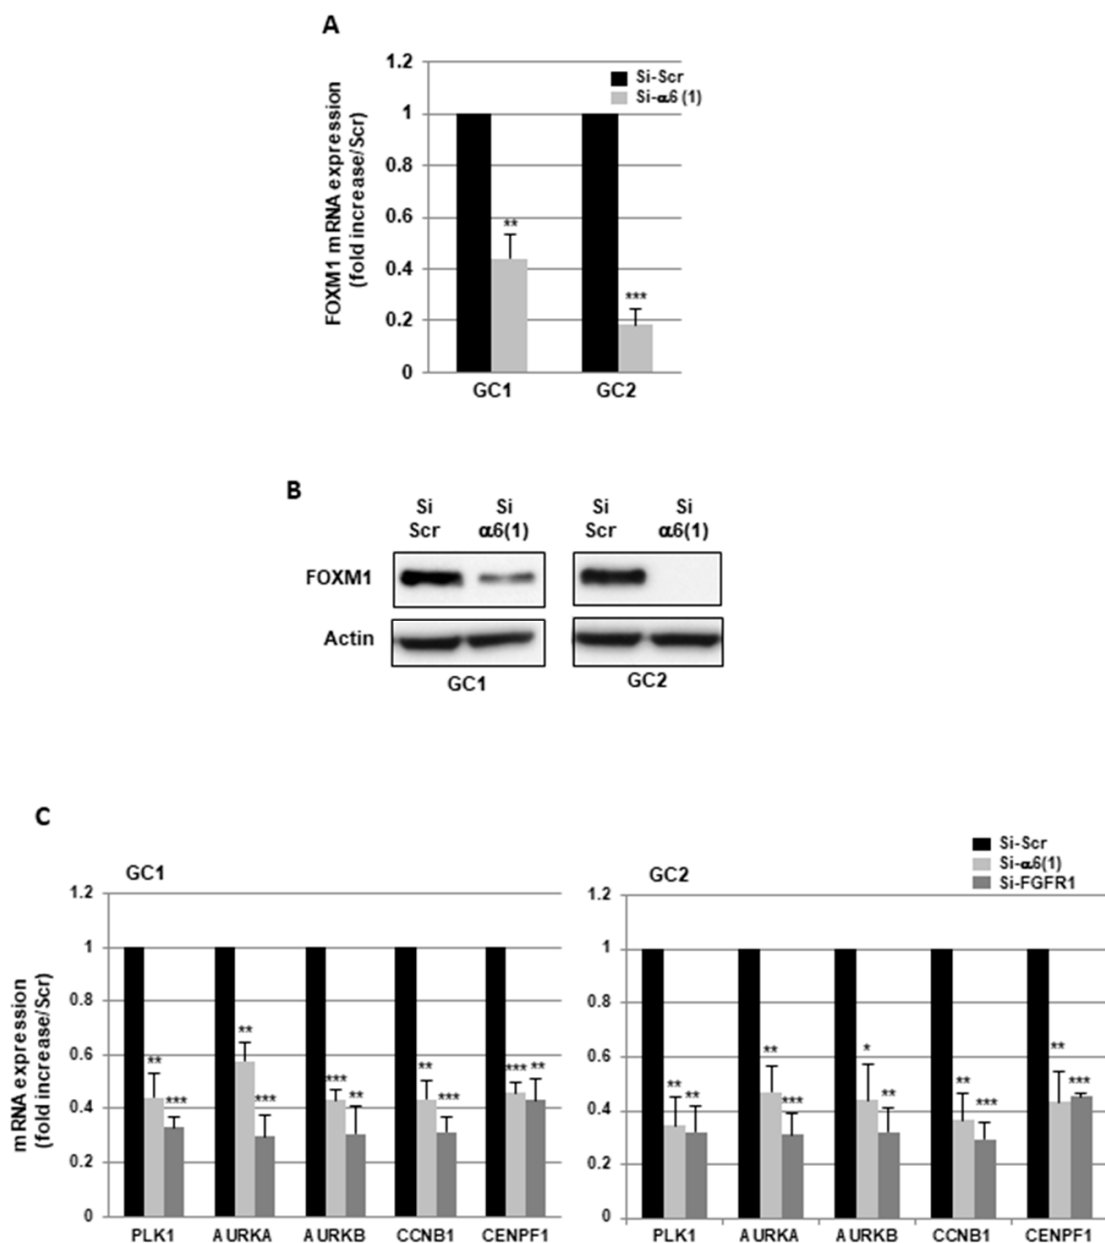 A
FOXM1 mRNA expression
(fold increase/Scr)
1.2
1
0.8
0.6
0.4
0.2
0
Si-Scr
Si-α6 (1)
**
***
GC1 GC2
B
Si Si Si Si
Scr α6(1) Scr α6(1)
FOXM1
Actin
GC1 GC2
C
Si-Scr
Si-α6(1)
Si-FGFR1
GC1
mRNA expression
(fold increase/Scr)
1.2
1
0.8
0.6
0.4
0.2
0
** *** ** *** *** ** ** *** *** **
PLK1 AURKA AURKB CCNB1 CENPF1
GC2
1.2
1
0.8
0.6
0.4
0.2
0
** ** ** *** * ** ** *** ** ***
PLK1 AURKA AURKB CCNB1 CENPF1